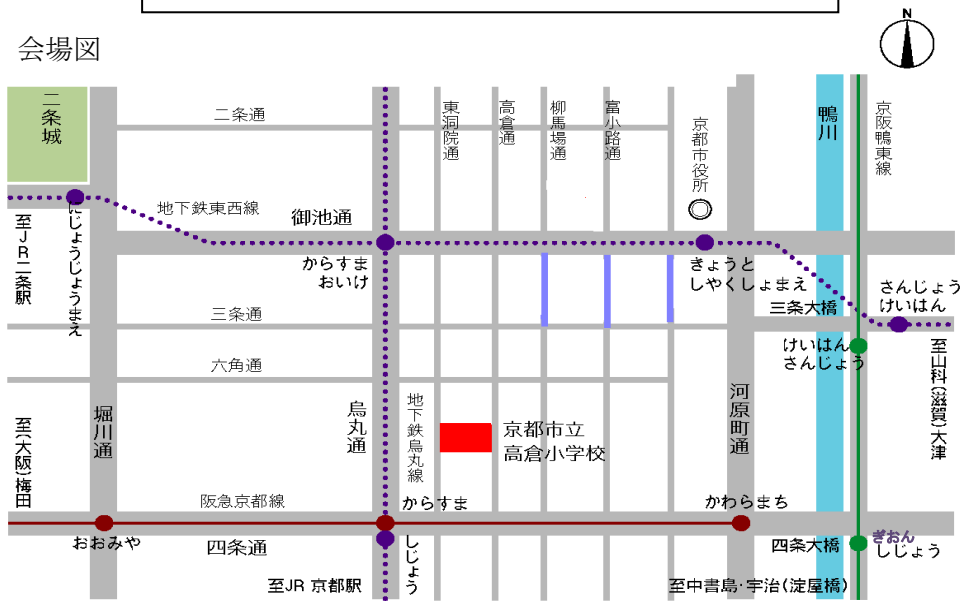 N
会場図
二条城
二条通
東洞院通
高倉通
柳馬場通
富小路通
京都市役所
鴨川
京阪鴨東線
地下鉄東西線
御池通
にじょうじょうまえ
至JR二条駅
からすま
おいけ
きょうと
しやくしょまえ
さんじょう
けいはん
三条通
三条大橋
けいはん
さんじょう
六角通
至山科(滋賀)大津
堀川通
烏丸通
地下鉄烏丸線
京都市立
高倉小学校
河原町通
至(大阪)梅田
阪急京都線
からすま
かわらまち
おおみや
四条通
しじょう
四条大橋
ぎおん
しじょう
至JR 京都駅
至中書島・宇治(淀屋橋)